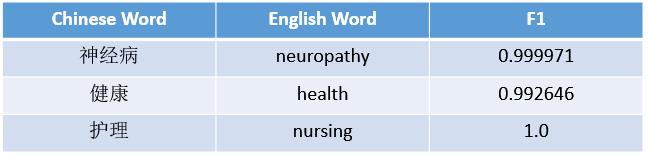 Chinese Word English Word F1
神经病 neuropathy 0.999971
健康 health 0.992646
护理 nursing 1.0